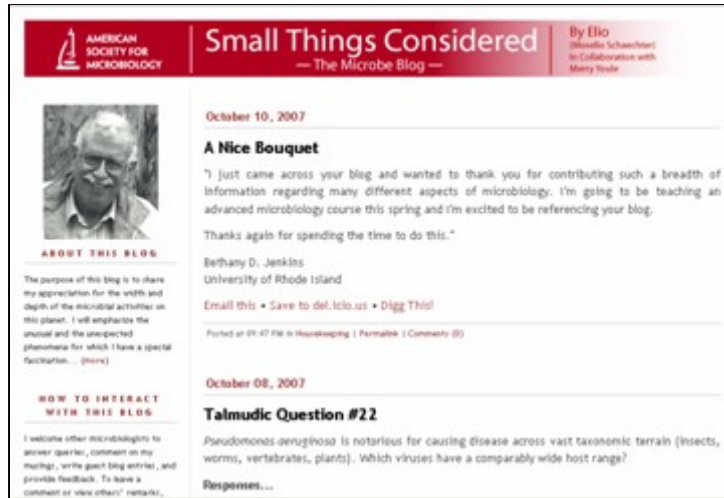 AMERICAN
SOCIETY FOR
MICROBIOLOGY
Small Things Considered
— The Microbe Blog —
By Elio
(Moselio Schaechter)
In Collaboration with
Merry Youle
ABOUT THIS BLOG
The purpose of this blog is to share
my appreciation for the width and
depth of the microbial activities on
this planet. I will emphasize the
unusual and the unexpected
phenomena for which I have a special
fascination... (more)
HOW TO INTERACT
WITH THIS BLOG
I welcome other microbiologists to
answer queries, comment on my
musings, write guest blog entries, and
provide feedback. To leave a
comment or view others' remarks,
October 10, 2007
A Nice Bouquet
"I just came across your blog and wanted to thank you for contributing such a breadth of
information regarding many different aspects of microbiology. I'm going to be teaching an
advanced microbiology course this spring and I'm excited to be referencing your blog.
Thanks again for spending the time to do this."
Bethany D. Jenkins
University of Rhode Island
Email this • Save to del.icio.us • Digg This!
Posted at 09:47 PM in Housekeeping | Permalink | Comments (0)
October 08, 2007
Talmudic Question #22
Pseudomonas aeruginosa is notorious for causing disease across vast taxonomic terrain (insects,
worms, vertebrates, plants). Which viruses have a comparably wide host range?
Responses...